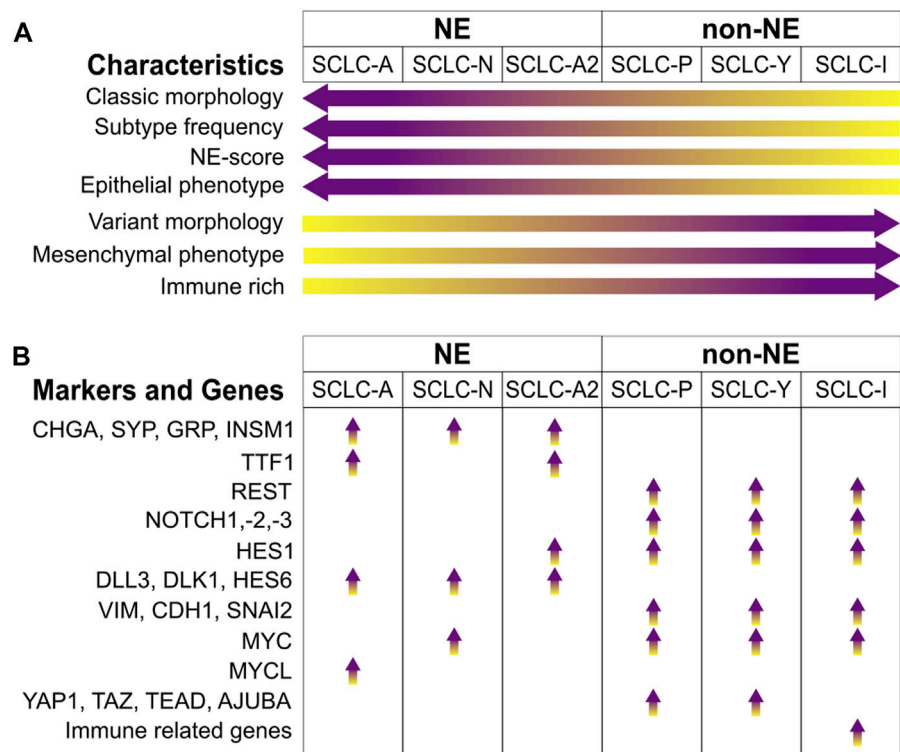 A
NE non-NE
Characteristics SCLC-A SCLC-N SCLC-A2 SCLC-P SCLC-Y SCLC-I
Classic morphology
Subtype frequency
NE-score
Epithelial phenotype
Variant morphology
Mesenchymal phenotype
Immune rich
B
NE non-NE
Markers and Genes SCLC-A SCLC-N SCLC-A2 SCLC-P SCLC-Y SCLC-I
CHGA, SYP, GRP, INSM1
TTF1
REST
NOTCH1,-2,-3
HES1
DLL3, DLK1, HES6
VIM, CDH1, SNAI2
MYC
MYCL
YAP1, TAZ, TEAD, AJUBA
Immune related genes